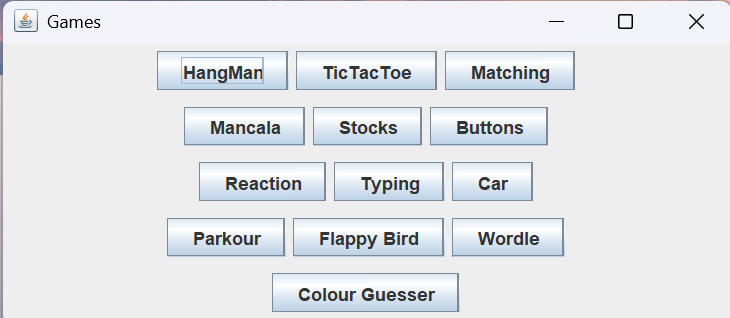 Games
HangMan TicTacToe Matching
Mancala Stocks Buttons
Reaction Typing Car
Parkour Flappy Bird Wordle
Colour Guesser